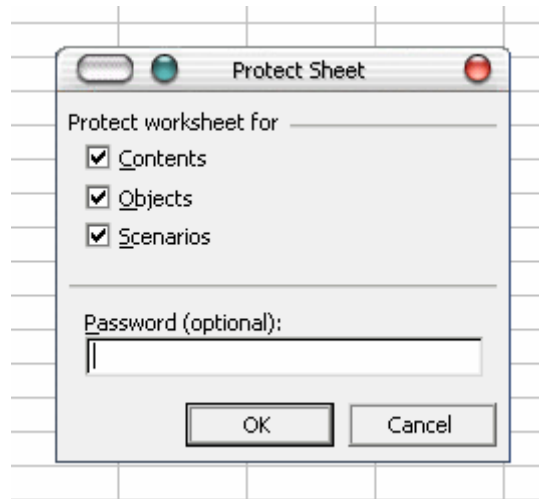 Protect Sheet
Protect worksheet for
Contents
Objects
Scenarios
Password (optional):
OK Cancel